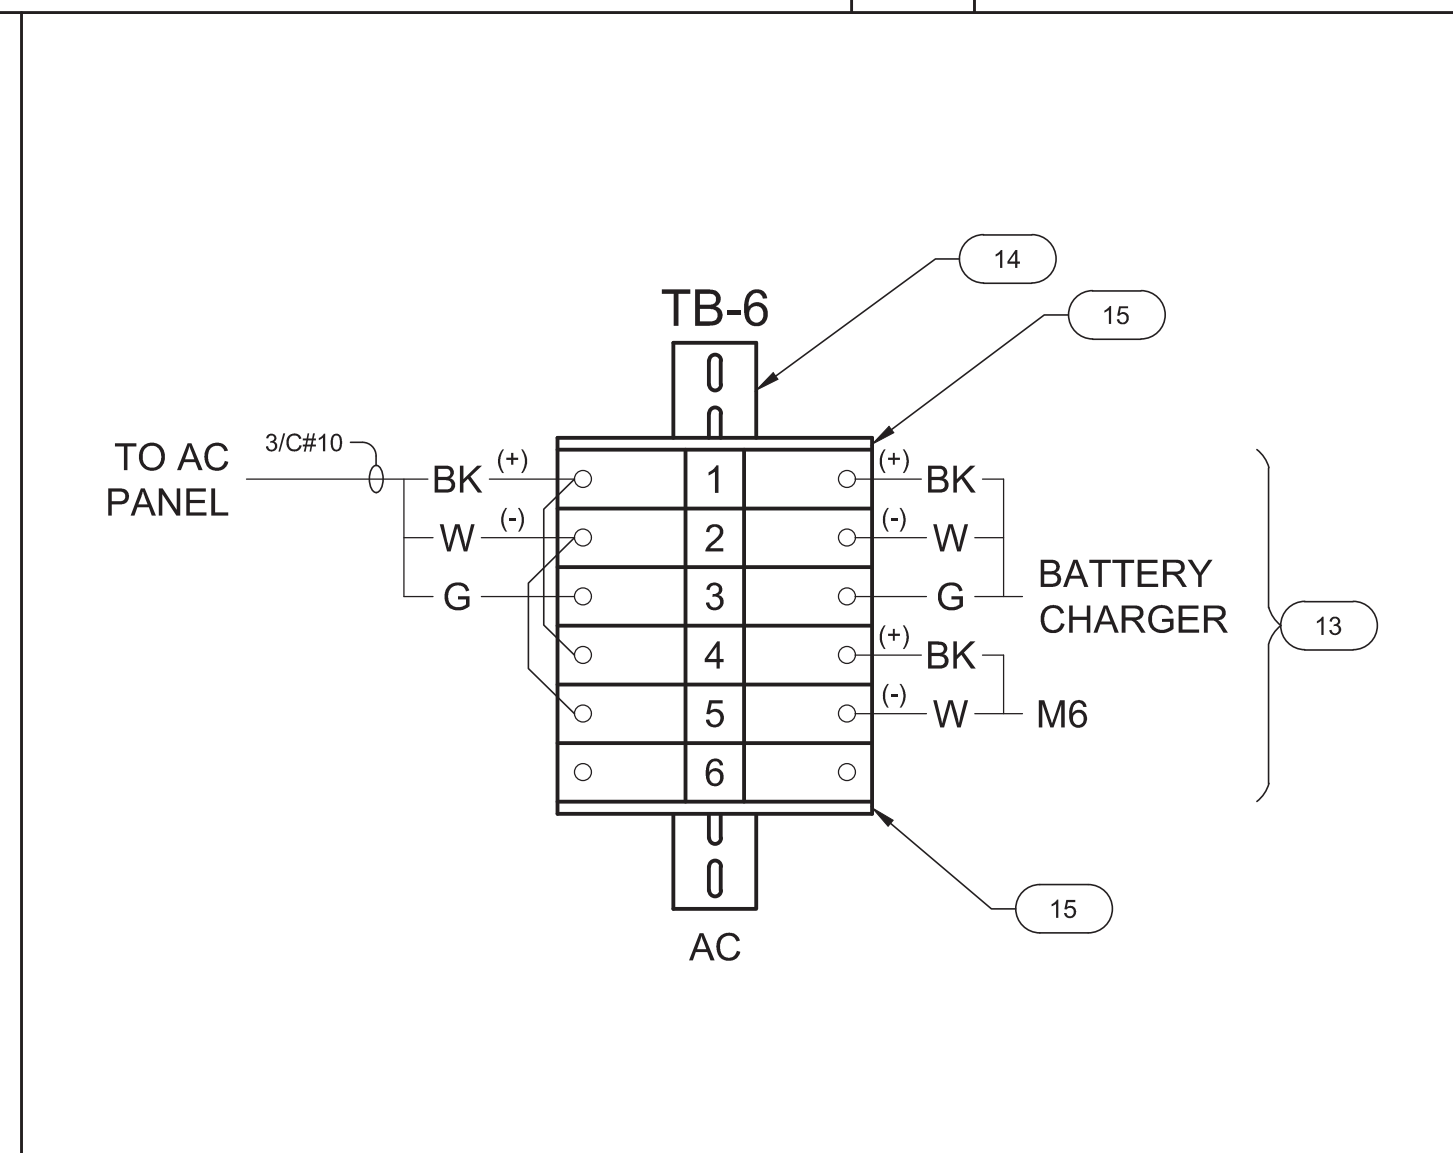 14
15
TB-6
3/C#10
TO AC
PANEL
BK (+) 1 (+) BK
W (-) 2 (-) W
G 3 G
BATTERY
CHARGER
13
4 (+) BK
5 (-) W M6
6
15
AC